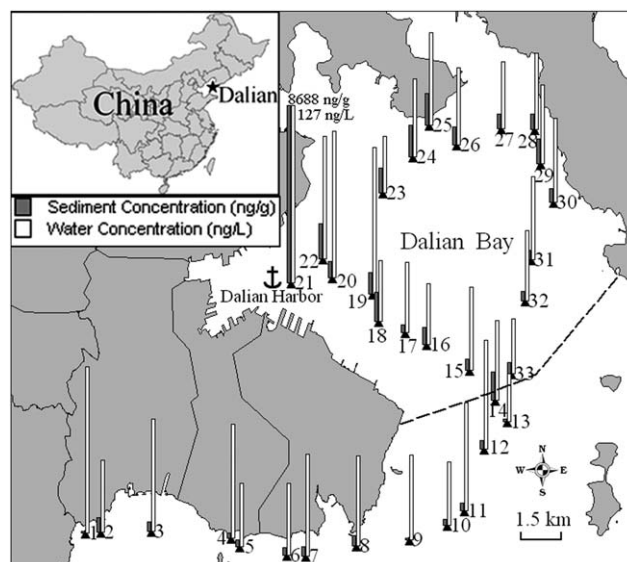 China
Dalian
Sediment Concentration (ng/g)
Water Concentration (ng/L)
8688 ng/g
127 ng/L
25
26
27
28
24
29
23
30
Dalian Bay
22
20
21
31
Dalian Harbor
19
32
18
17
16
15
33
14
13
12
N
W
E
S
1.5 km
11
10
1
2
3
4
5
6
7
8
9